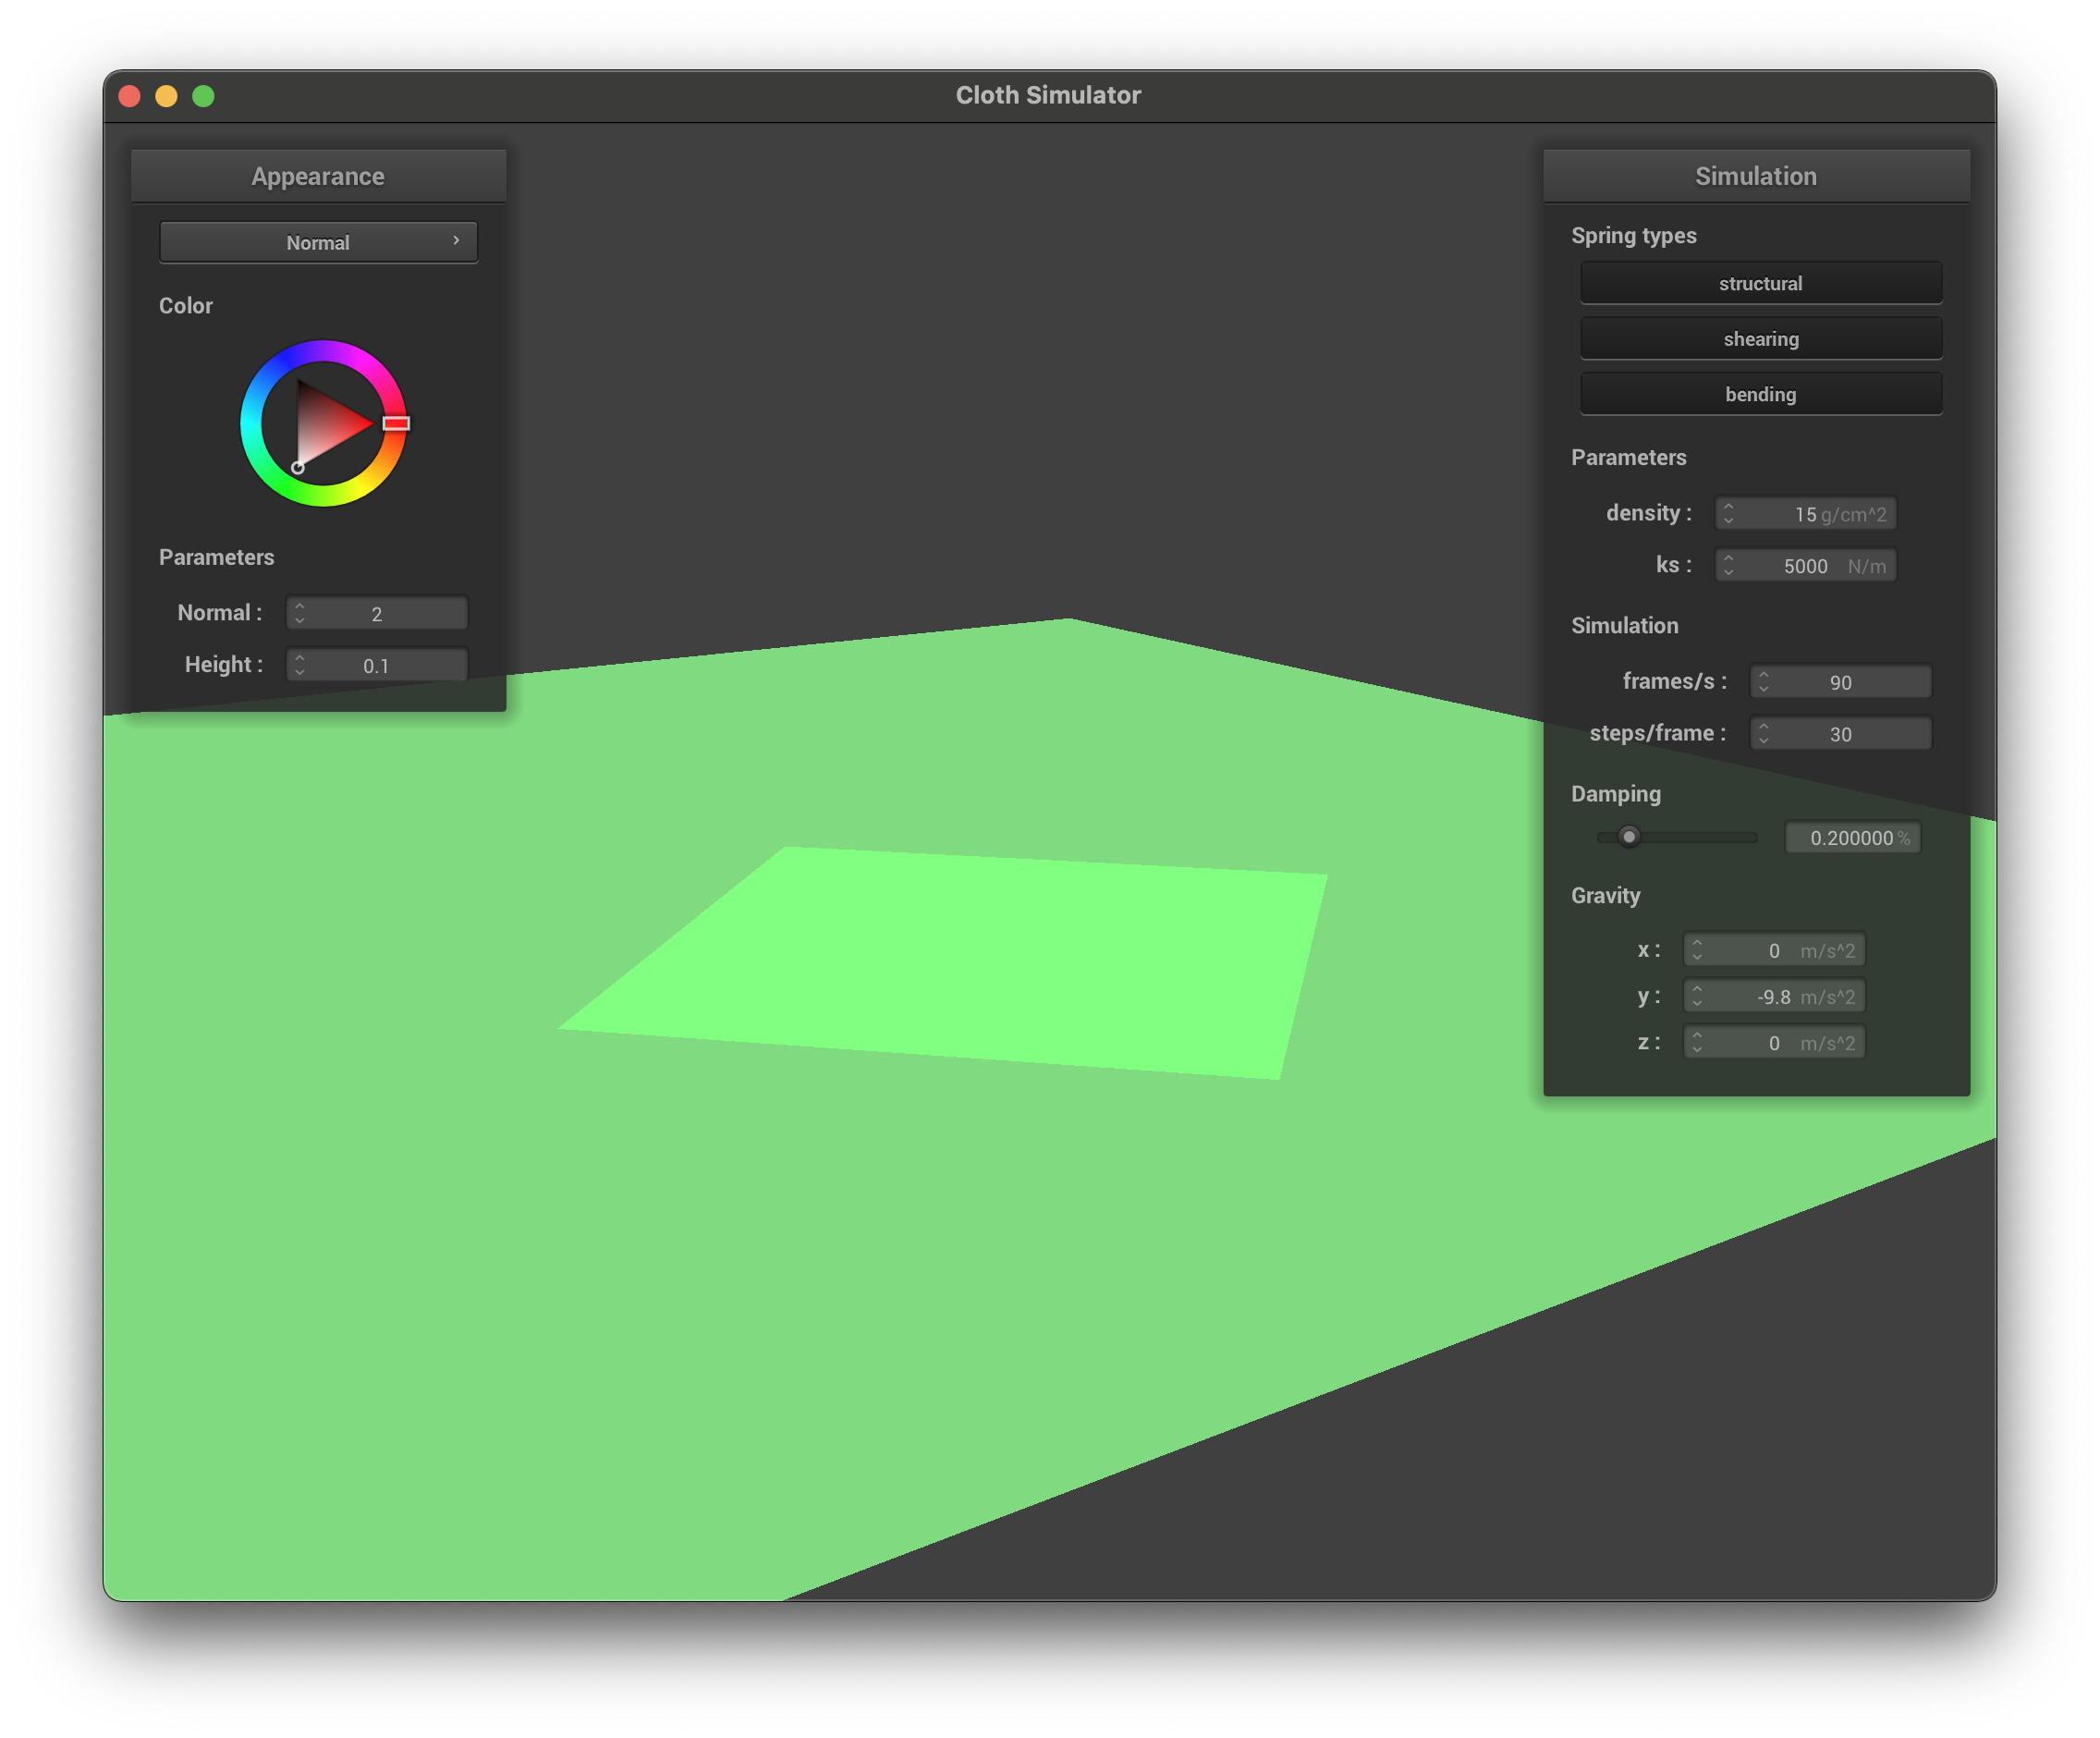 Cloth Simulator
Appearance
Normal
Color
Parameters
Normal : 2
Height : 0.1
Simulation
Spring types
structural
shearing
bending
Parameters
density : 15 g/cm^2
ks : 5000 N/m
Simulation
frames/s : 90
steps/frame : 30
Damping
0.200000 %
Gravity
x : 0 m/s^2
y : -9.8 m/s^2
z : 0 m/s^2